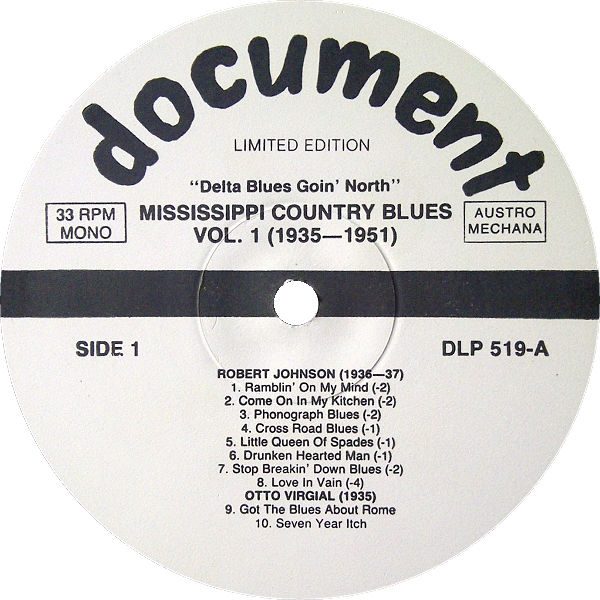 document
LIMITED EDITION
"Delta Blues Goin' North"
33 RPM
MONO
MISSISSIPPI COUNTRY BLUES
VOL. 1 (1935—1951)
AUSTRO
MECHANA
SIDE 1
DLP 519-A
ROBERT JOHNSON (1936—37)
1. Ramblin' On My Mind (-2)
2. Come On In My Kitchen (-2)
3. Phonograph Blues (-2)
4. Cross Road Blues (-1)
5. Little Queen Of Spades (-1)
6. Drunken Hearted Man (-1)
7. Stop Breakin' Down Blues (-2)
8. Love In Vain (-4)
OTTO VIRGIAL (1935)
9. Got The Blues About Rome
10. Seven Year Itch